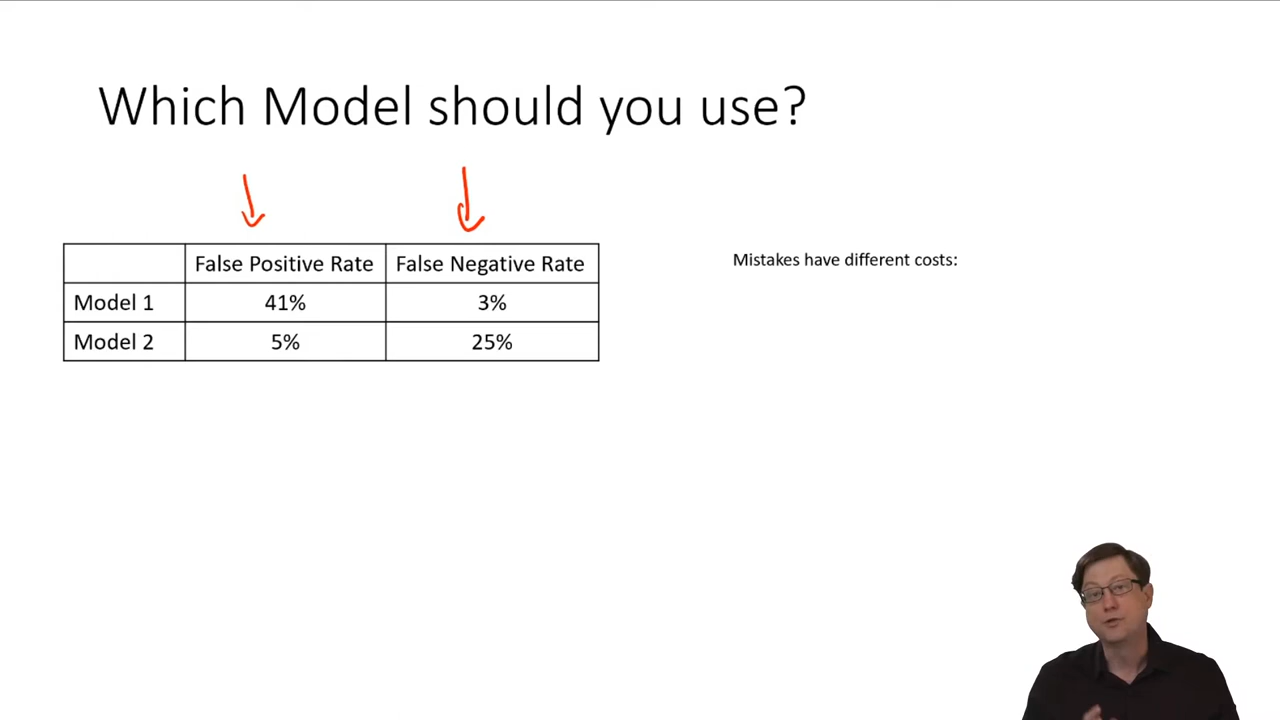 Which Model should you use?
False Positive Rate False Negative Rate
Model 1 41% 3%
Model 2 5% 25%
Mistakes have different costs: